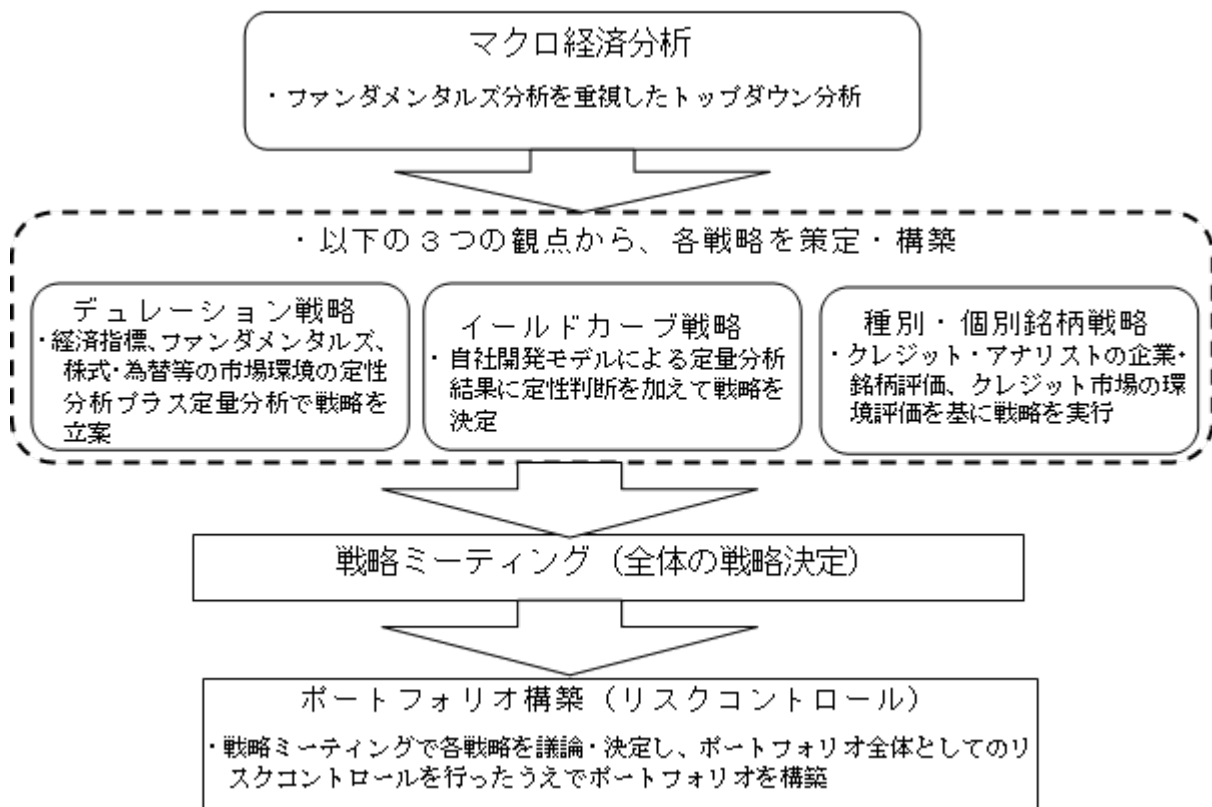 マクロ経済分析
・ファンダメンタルズ分析を重視したトップダウン分析
・以下の３つの観点から、各戦略を策定・構築
デュレーション戦略
・経済指標、ファンダメンタルズ、
株式・為替等の市場環境の定性
分析プラス定量分析で戦略を
立案
イールドカーブ戦略
・自社開発モデルによる定量分析
結果に定性判断を加えて戦略を
決定
種別・個別銘柄戦略
・クレジット・アナリストの企業・
銘柄評価、クレジット市場の環
境評価を基に戦略を実行
戦略ミーティング（全体の戦略決定）
ポートフォリオ構築（リスクコントロール）
・戦略ミーティングで各戦略を議論・決定し、ポートフォリオ全体としてのリ
スクコントロールを行ったうえでポートフォリオを構築